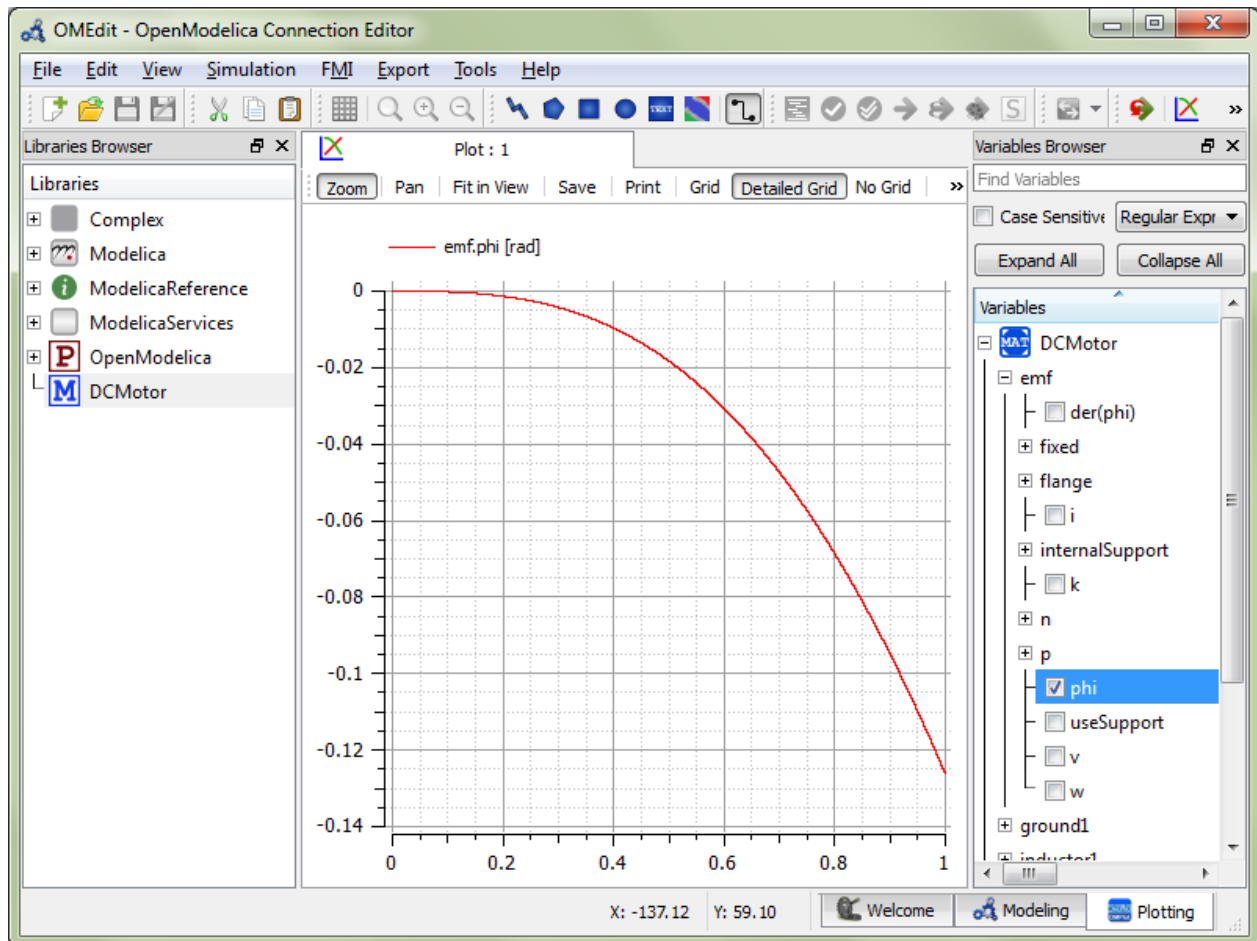 OMEdit - OpenModelica Connection Editor
File Edit View Simulation FMI Export Tools Help
TEXT
S
»
Libraries Browser
Libraries
Complex
Modelica
ModelicaReference
ModelicaServices
P OpenModelica
M DCMotor
Plot : 1
Zoom Pan Fit in View Save Print Grid Detailed Grid No Grid »
emf.phi [rad]
0
-0.02
-0.04
-0.06
-0.08
-0.1
-0.12
-0.14
0 0.2 0.4 0.6 0.8 1
Variables Browser
Find Variables
Case Sensitive Regular Expr
Expand All Collapse All
Variables
MAT DCMotor
emf
der(phi)
fixed
flange
i
internalSupport
k
n
p
phi
useSupport
v
w
ground1
inductor1
X: -137.12 Y: 59.10 Welcome Modeling Plotting